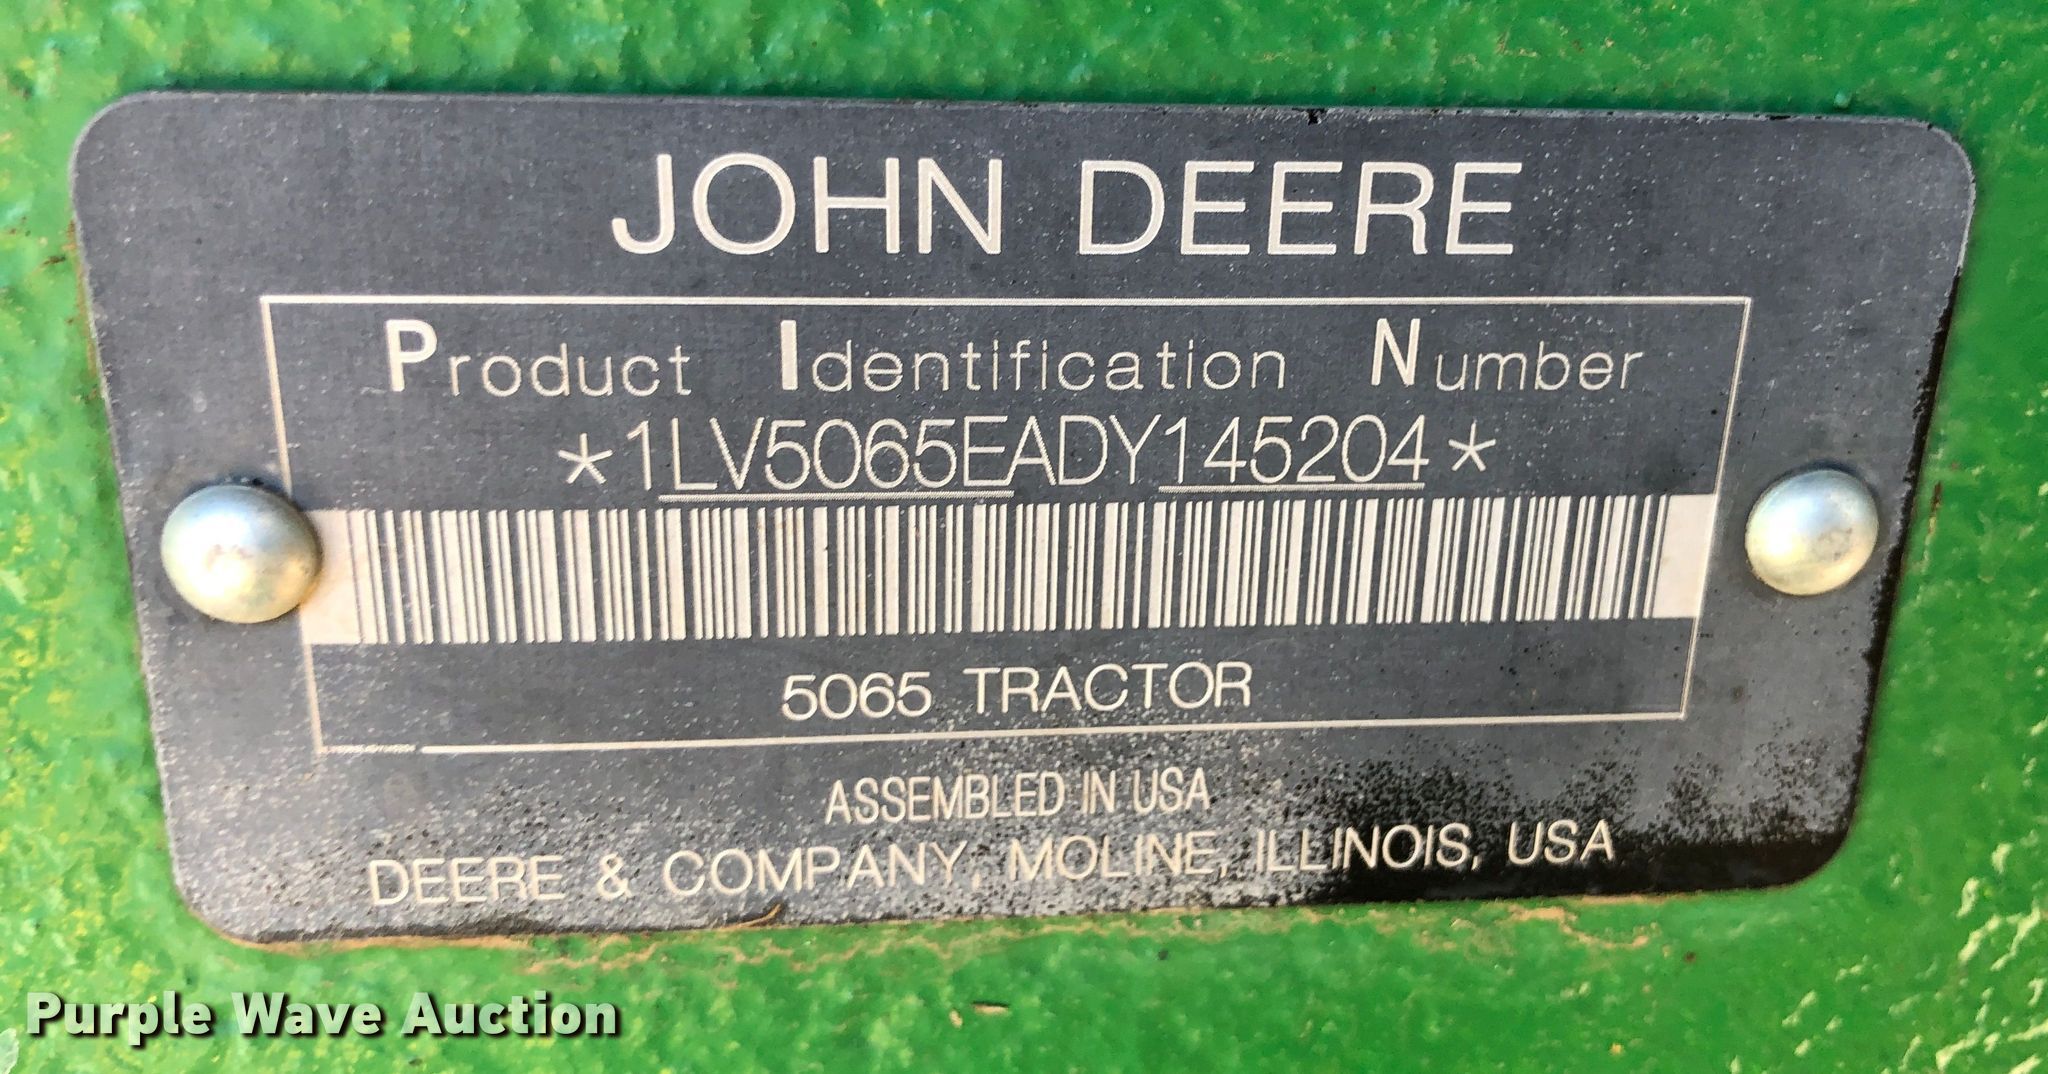 JOHN DEERE
Product Identification Number
*1LV5065EADY145204*
5065 TRACTOR
ASSEMBLED IN USA
DEERE & COMPANY, MOLINE, ILLINOIS, USA
Purple Wave Auction